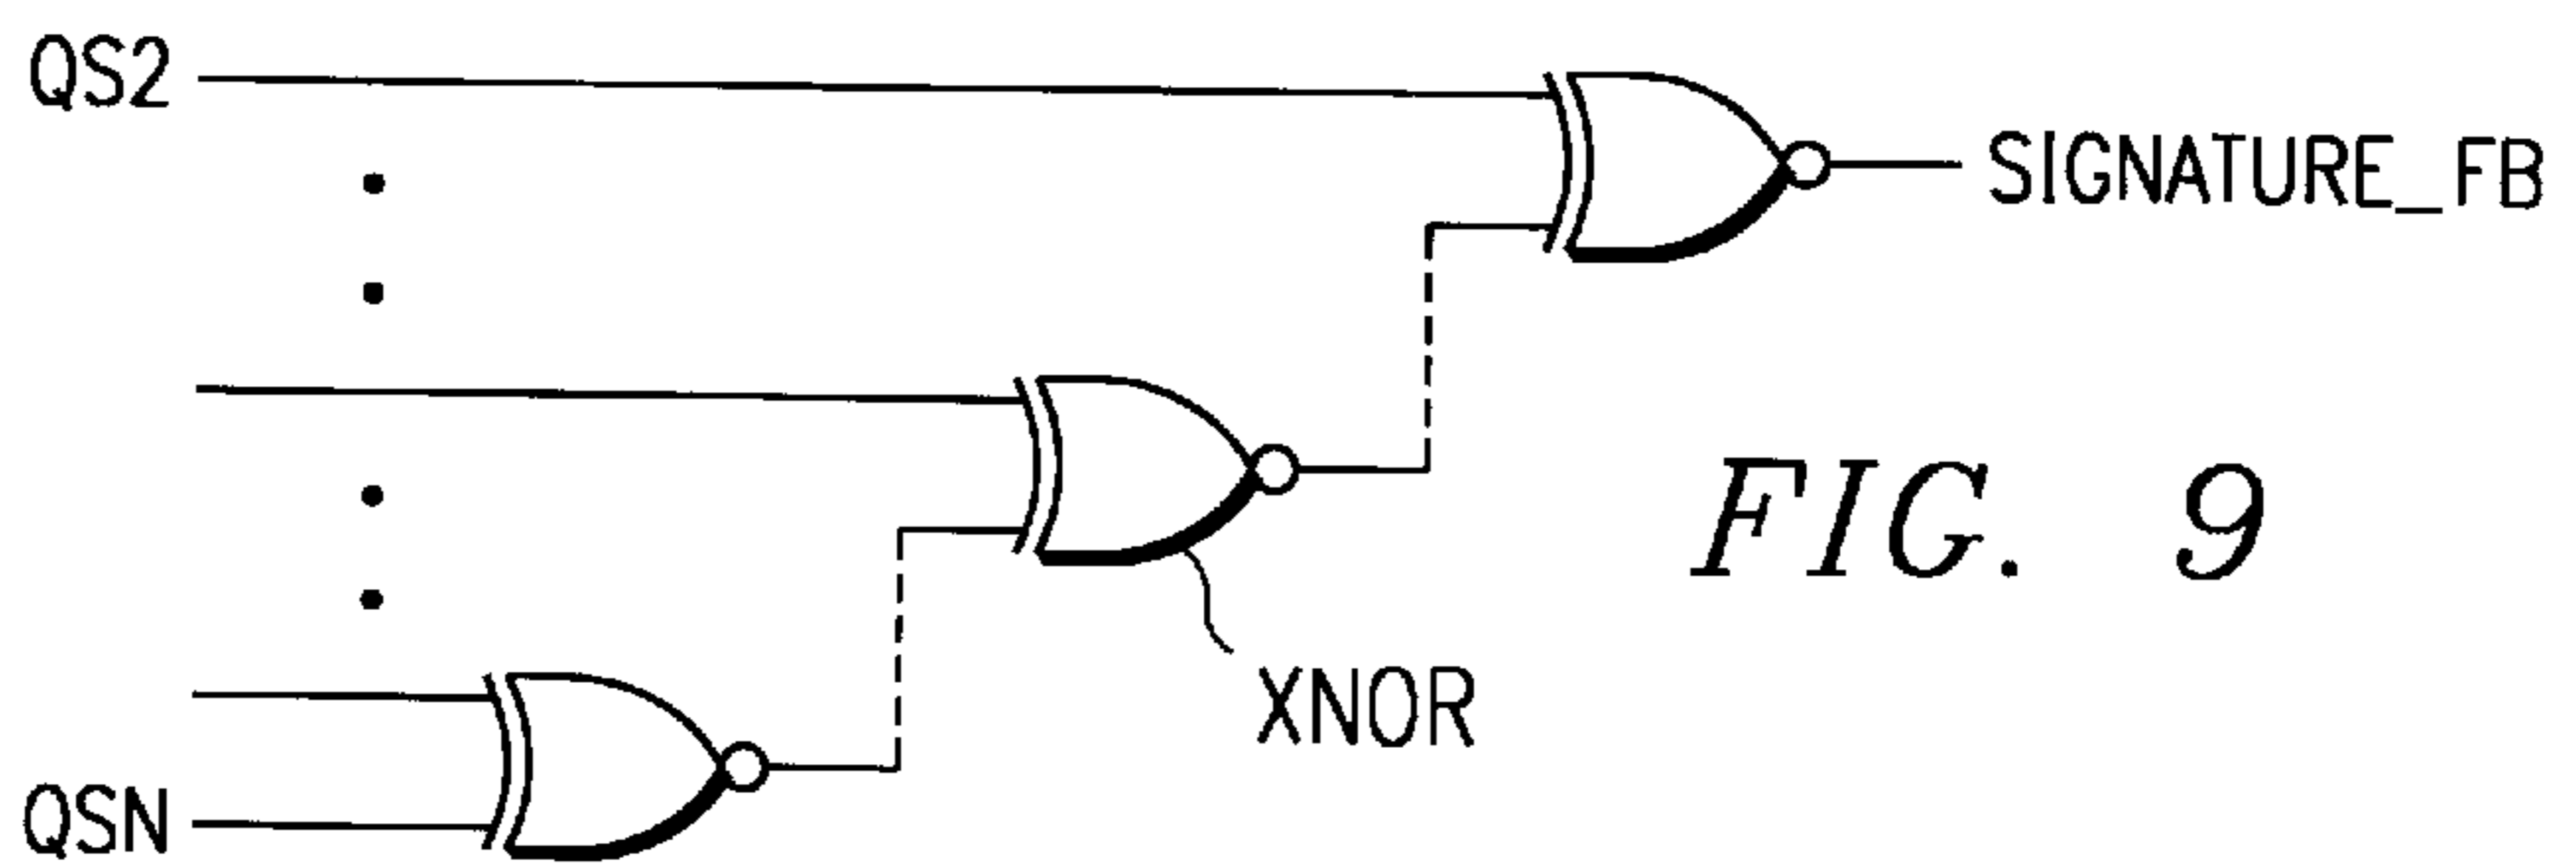 QS2
SIGNATURE_FB
FIG. 9
XNOR
QSN